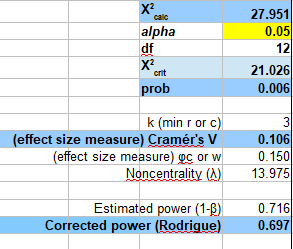 X²calc 27.951
alpha 0.05
df 12
X²crit 21.026
prob 0.006
k (min r or c) 3
(effect size measure) Cramér's V 0.106
(effect size measure) φc or w 0.150
Noncentrality (λ) 13.975
Estimated power (1-β) 0.716
Corrected power (Rodrigue) 0.697